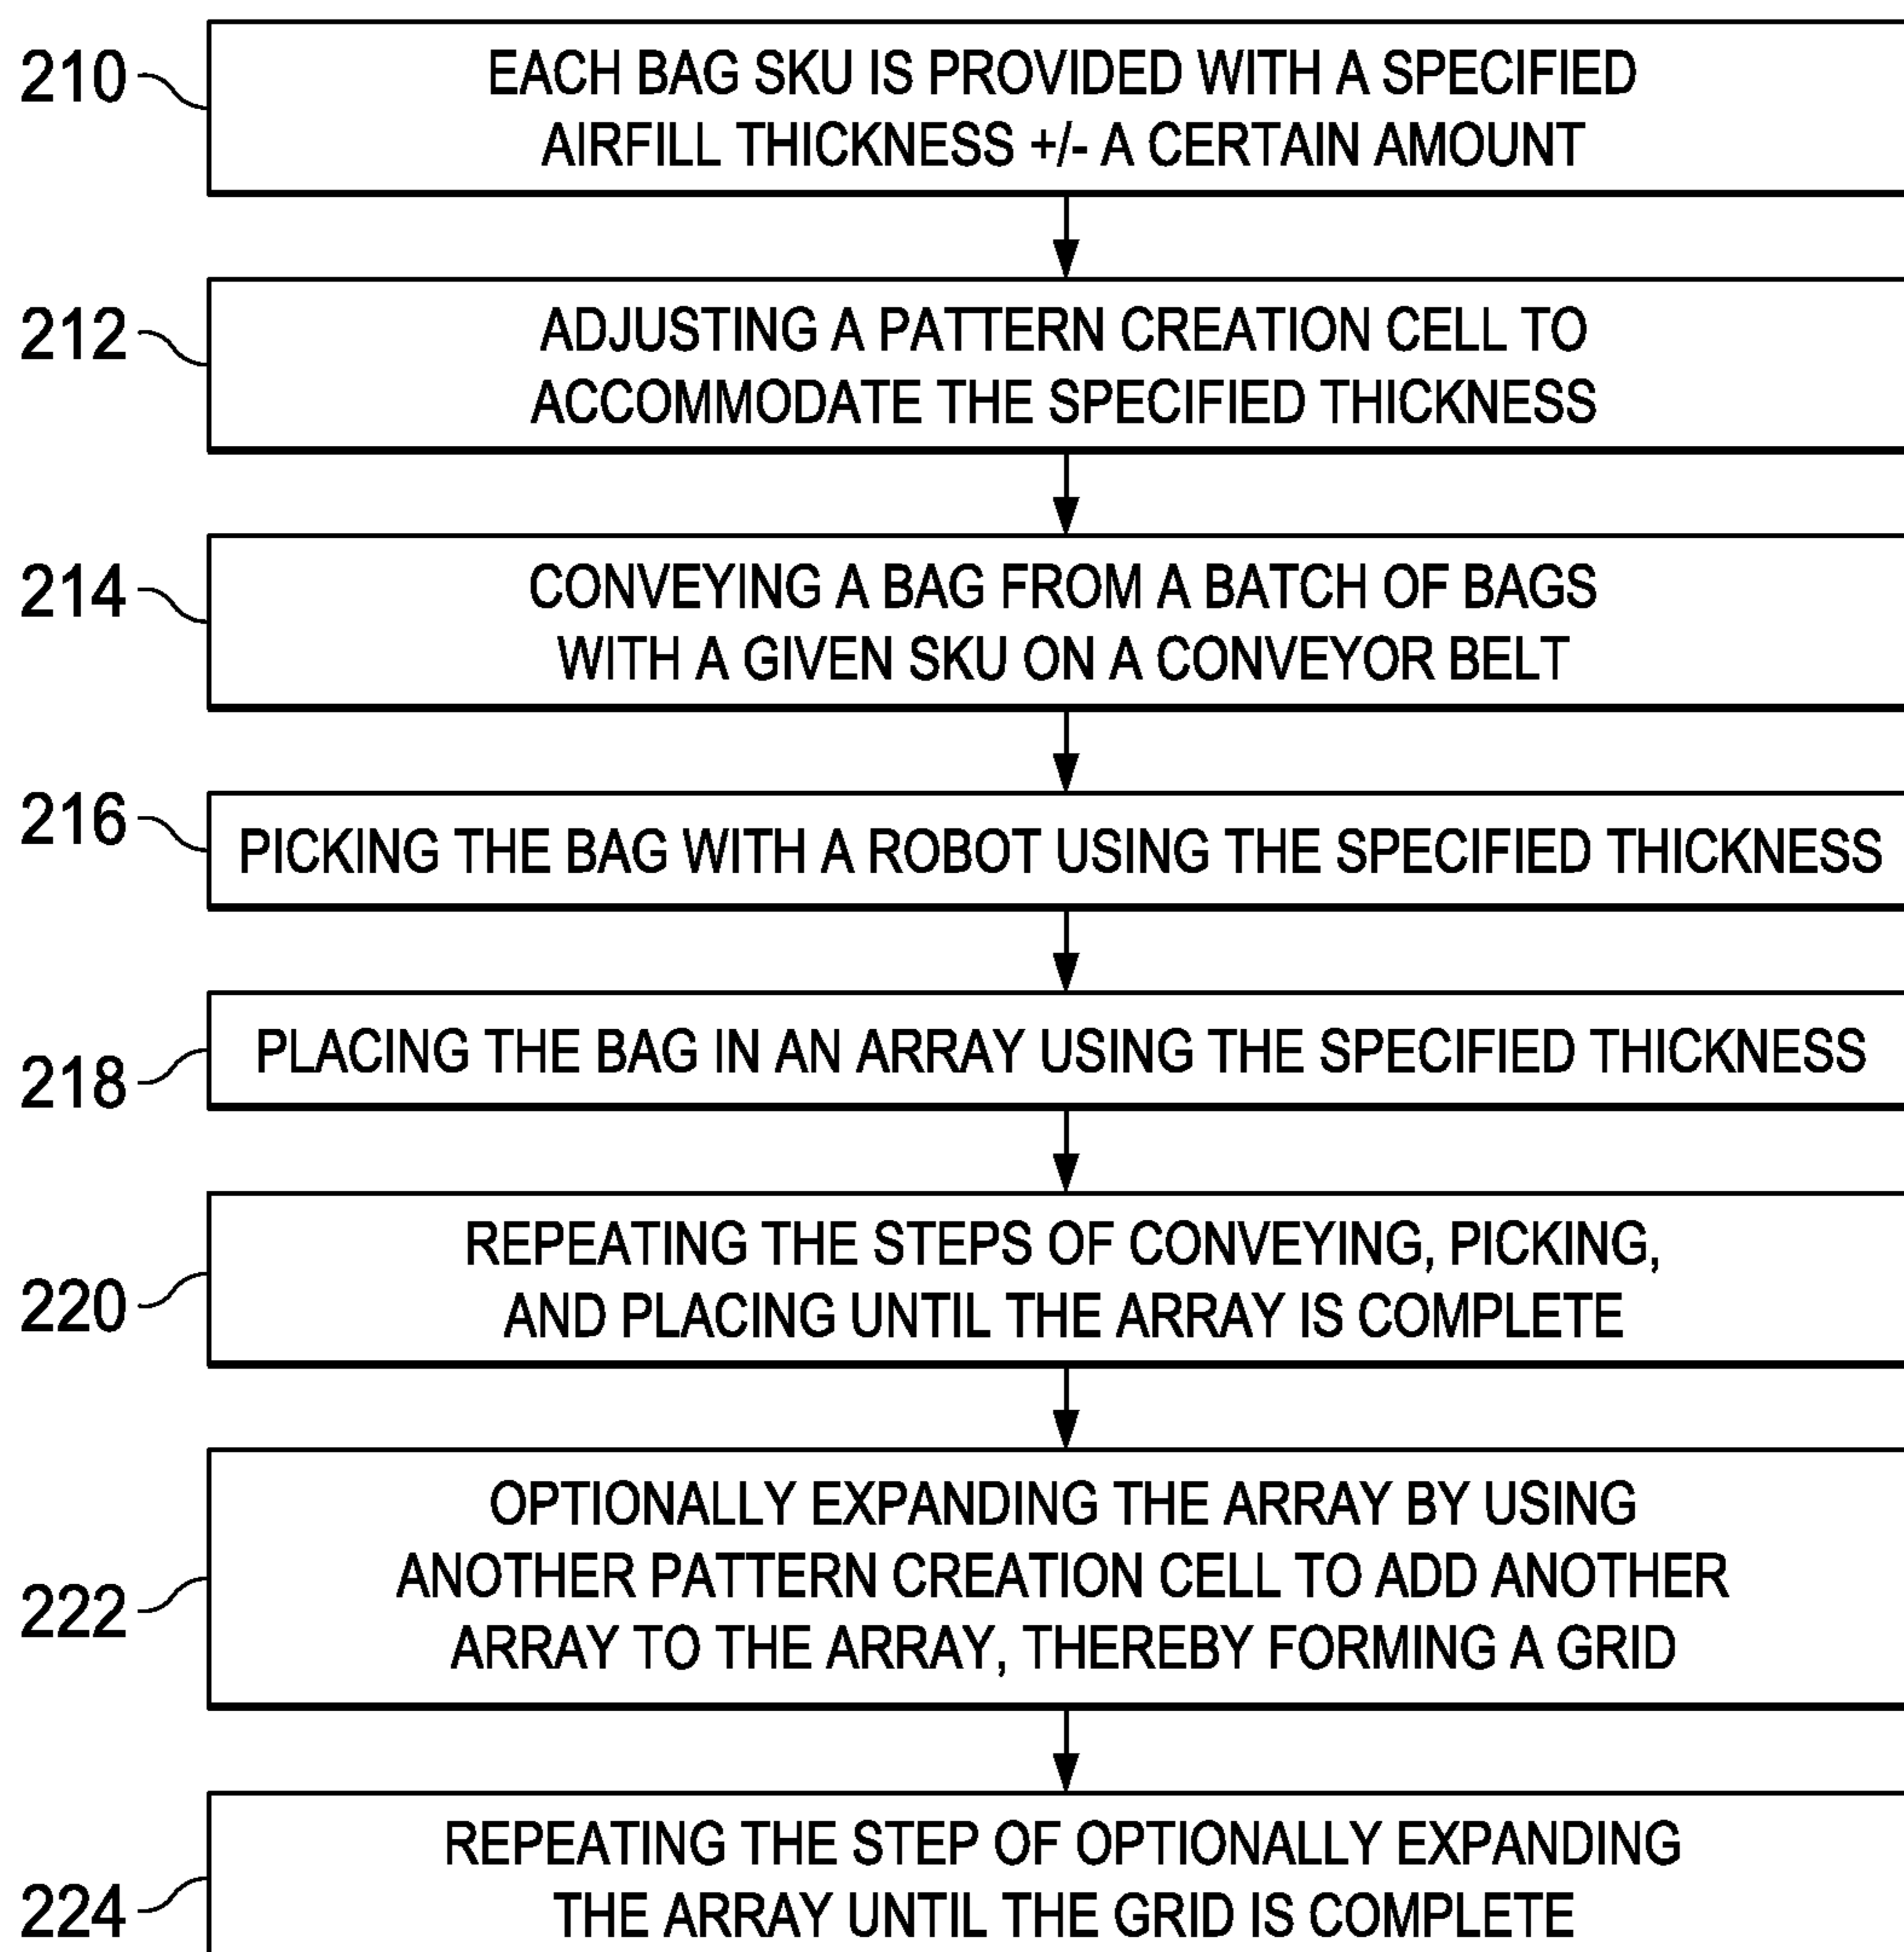 210
EACH BAG SKU IS PROVIDED WITH A SPECIFIED
AIRFILL THICKNESS +/- A CERTAIN AMOUNT
212
ADJUSTING A PATTERN CREATION CELL TO
ACCOMMODATE THE SPECIFIED THICKNESS
214
CONVEYING A BAG FROM A BATCH OF BAGS
WITH A GIVEN SKU ON A CONVEYOR BELT
216
PICKING THE BAG WITH A ROBOT USING THE SPECIFIED THICKNESS
218
PLACING THE BAG IN AN ARRAY USING THE SPECIFIED THICKNESS
220
REPEATING THE STEPS OF CONVEYING, PICKING,
AND PLACING UNTIL THE ARRAY IS COMPLETE
222
OPTIONALLY EXPANDING THE ARRAY BY USING
ANOTHER PATTERN CREATION CELL TO ADD ANOTHER
ARRAY TO THE ARRAY, THEREBY FORMING A GRID
224
REPEATING THE STEP OF OPTIONALLY EXPANDING
THE ARRAY UNTIL THE GRID IS COMPLETE